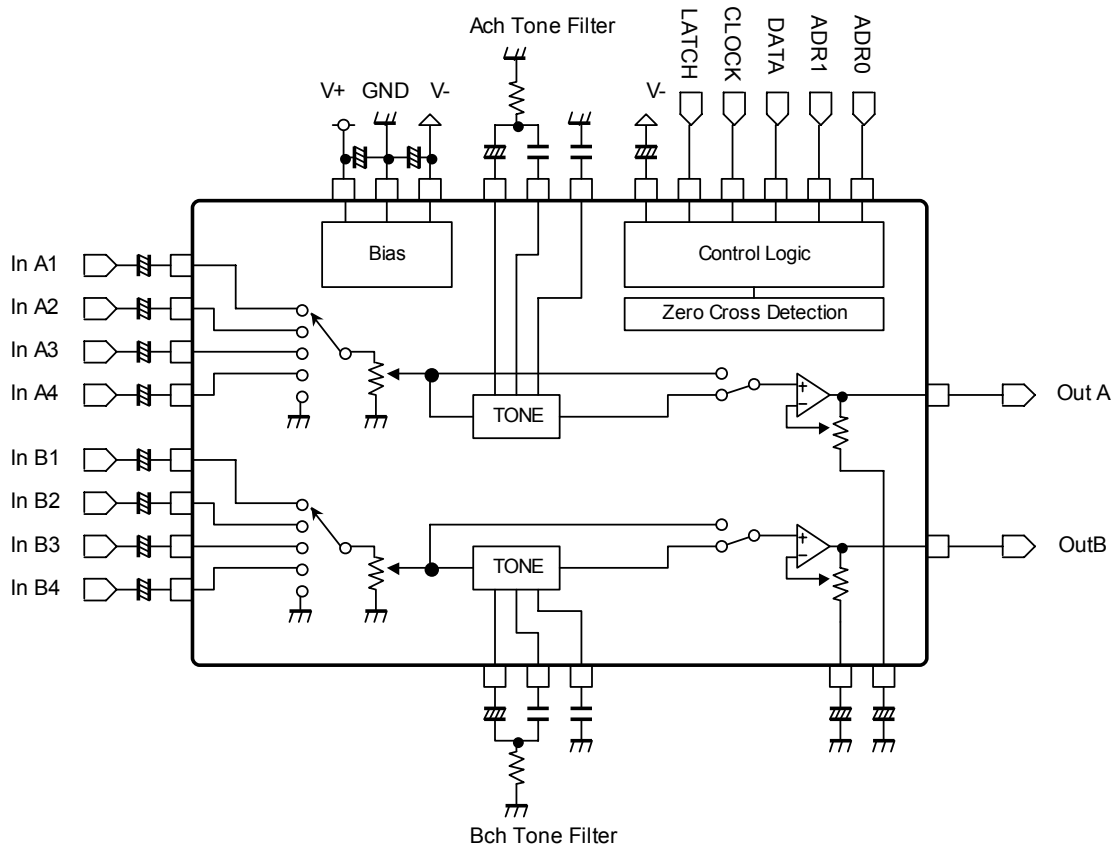 Ach Tone Filter
LATCH
CLOCK
DATA
ADR1
ADR0
V+ GND V-
V-
Bias
Control Logic
Zero Cross Detection
In A1
In A2
In A3
In A4
TONE
Out A
In B1
In B2
In B3
In B4
TONE
OutB
Bch Tone Filter